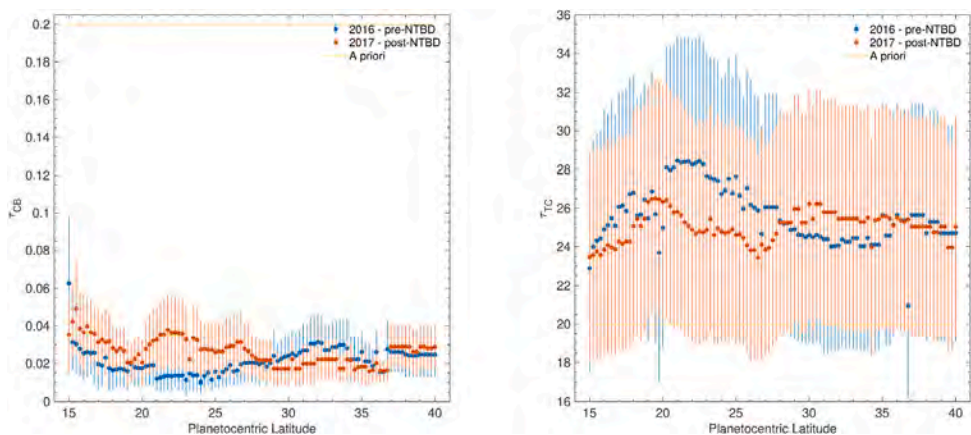 0.2
0.18
0.16
0.14
0.12
0.1
0.08
0.06
0.04
0.02
0
τCB
15 20 25 30 35 40
Planetocentric Latitude
2016 - pre-NTBD
2017 - post-NTBD
A priori
36
34
32
30
28
26
24
22
20
18
16
τTC
15 20 25 30 35 40
Planetocentric Latitude
2016 - pre-NTBD
2017 - post-NTBD
A priori